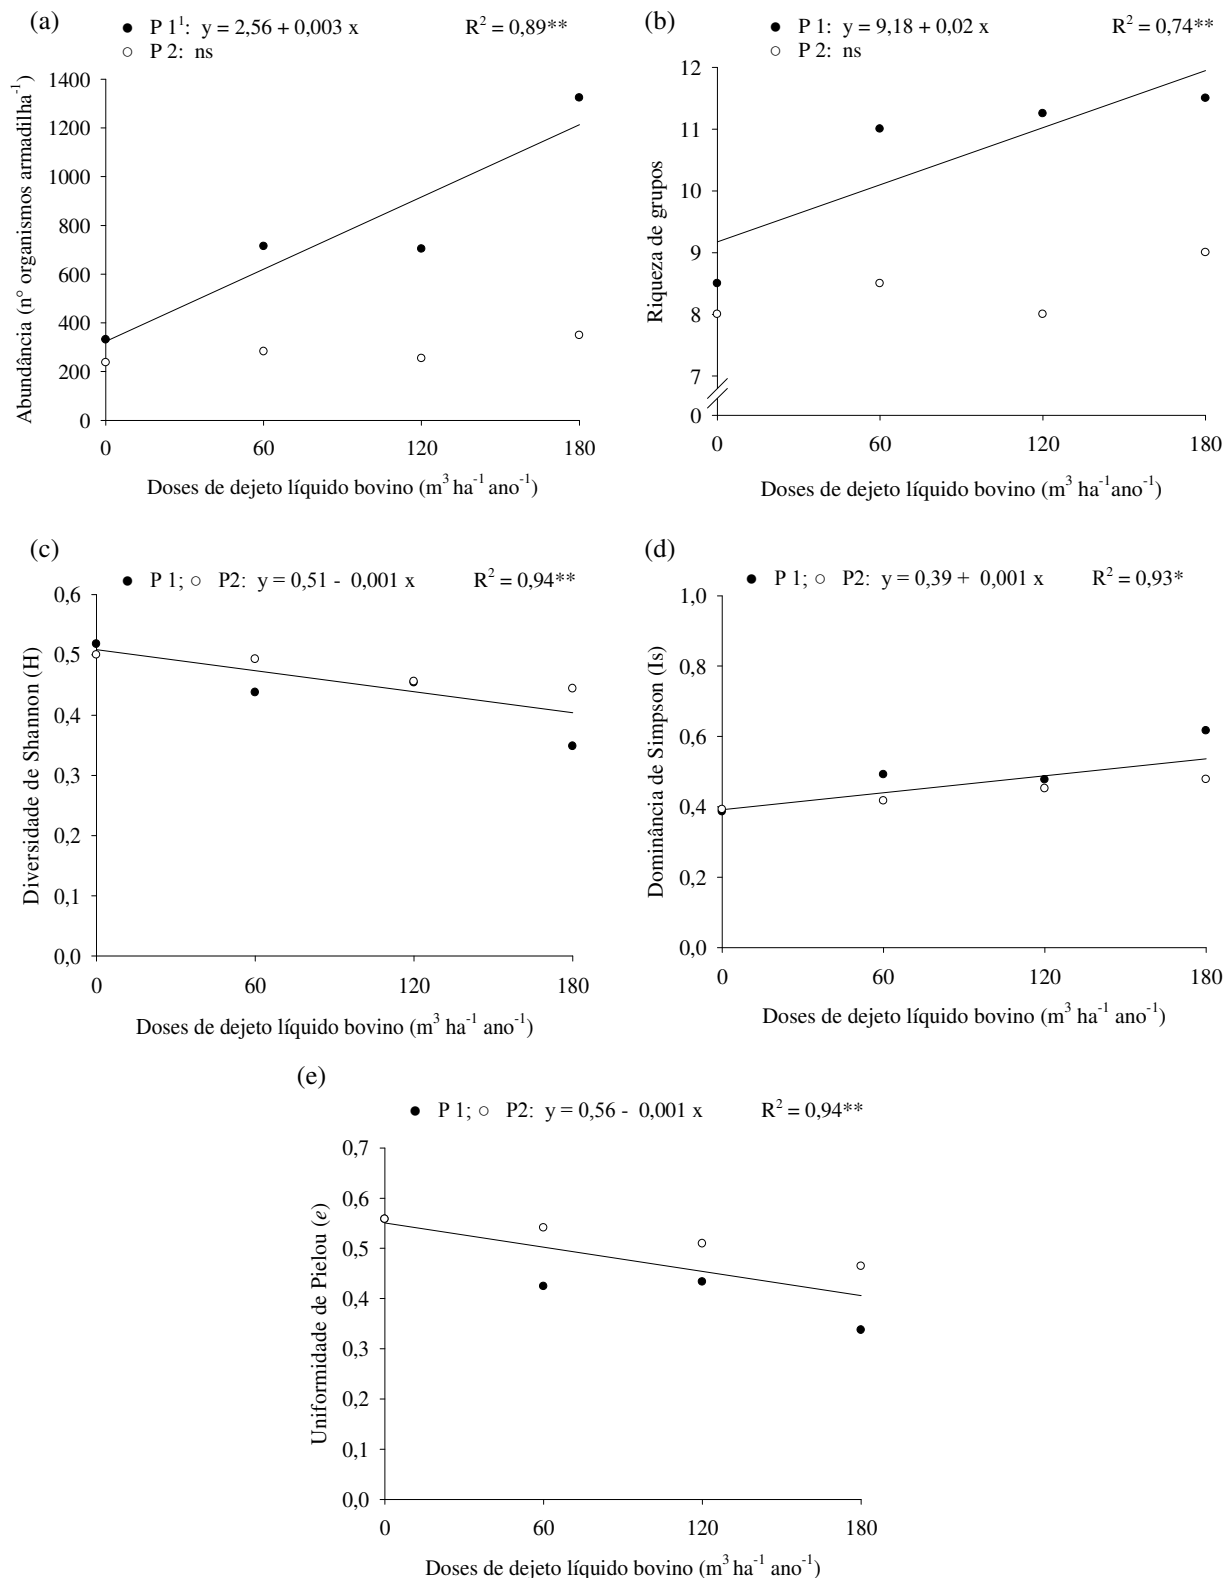 (a)
● P 1¹: y = 2,56 + 0,003 x R² = 0,89**
○ P 2: ns
Abundância (n° organismos armadilha⁻¹)
1400
1200
1000
800
600
400
200
0
0 60 120 180
Doses de dejeto líquido bovino (m³ ha⁻¹ ano⁻¹)
(b)
● P 1: y = 9,18 + 0,02 x R² = 0,74**
○ P 2: ns
Riqueza de grupos
12
11
10
9
8
7
0
0 60 120 180
Doses de dejeto líquido bovino (m³ ha⁻¹ ano⁻¹)
(c)
● P 1; ○ P2: y = 0,51 - 0,001 x R² = 0,94**
Diversidade de Shannon (H)
0,6
0,5
0,4
0,3
0,2
0,1
0,0
0 60 120 180
Doses de dejeto líquido bovino (m³ ha⁻¹ ano⁻¹)
(d)
● P 1; ○ P2: y = 0,39 + 0,001 x R² = 0,93*
Dominância de Simpson (Is)
1,0
0,8
0,6
0,4
0,2
0,0
0 60 120 180
Doses de dejeto líquido bovino (m³ ha⁻¹ ano⁻¹)
(e)
● P 1; ○ P2: y = 0,56 - 0,001 x R² = 0,94**
Uniformidade de Pielou (e)
0,7
0,6
0,5
0,4
0,3
0,2
0,1
0,0
0 60 120 180
Doses de dejeto líquido bovino (m³ ha⁻¹ ano⁻¹)